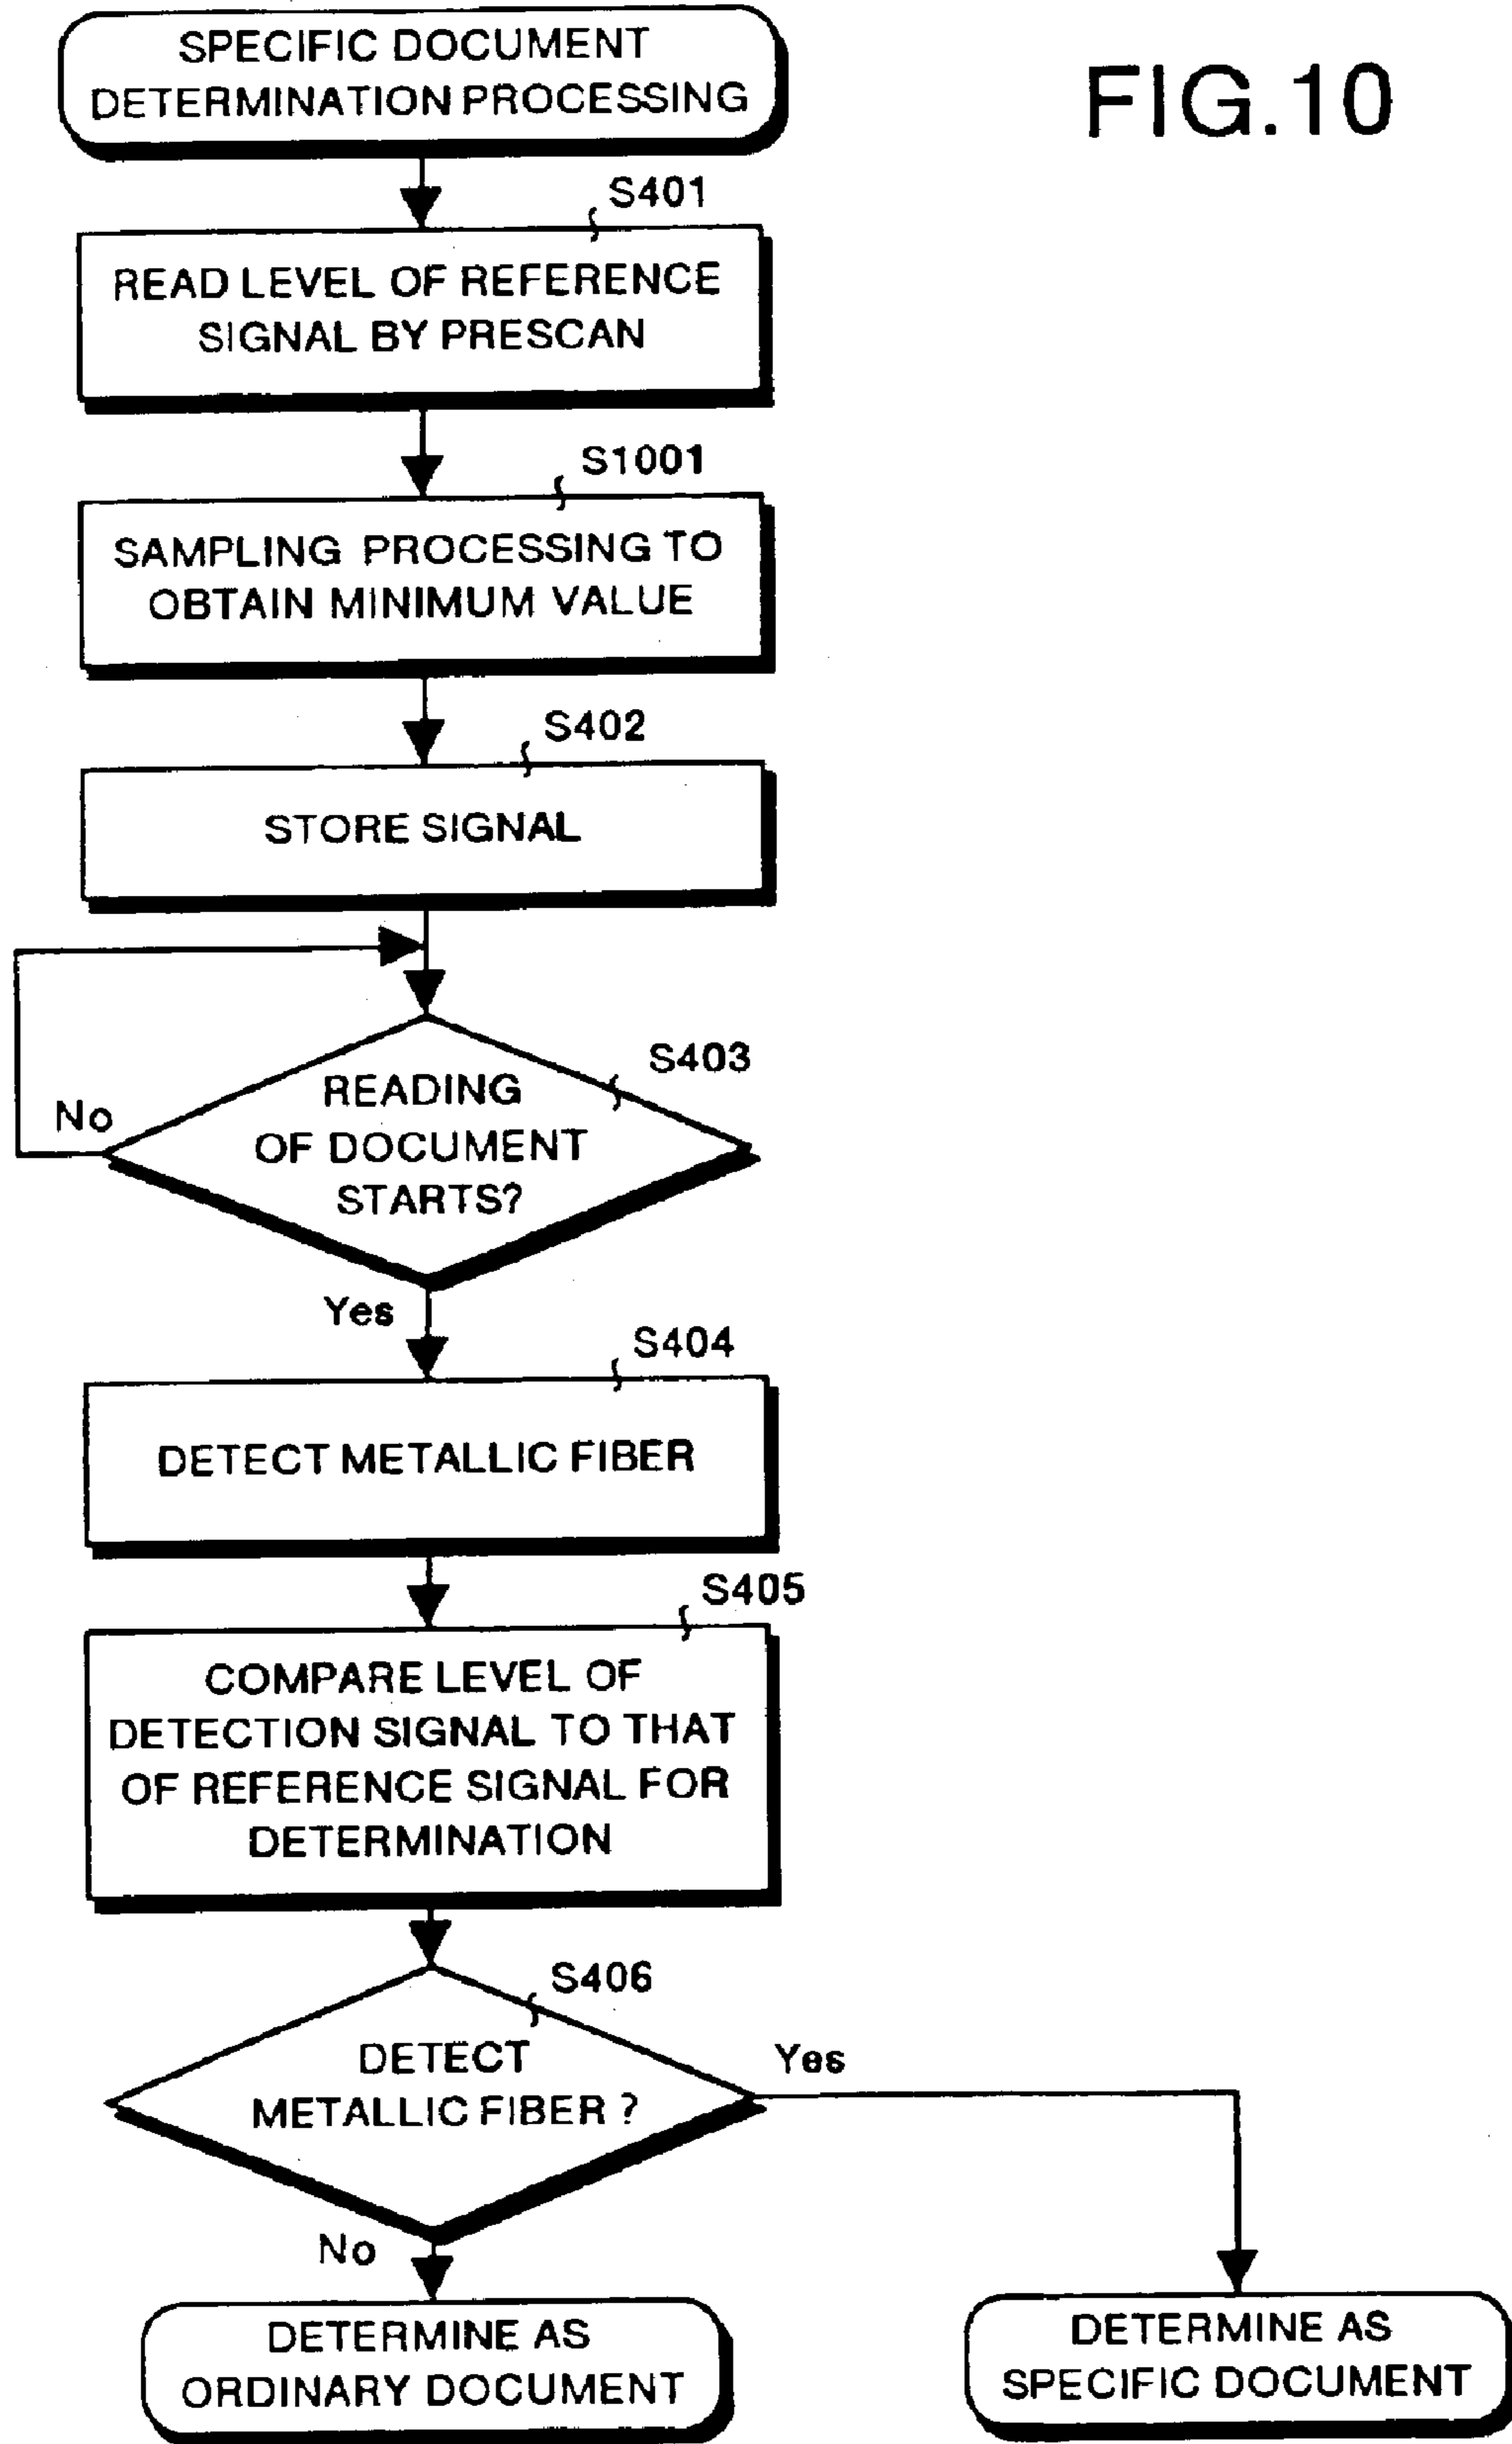 SPECIFIC DOCUMENT
DETERMINATION PROCESSING
FIG.10
S401
READ LEVEL OF REFERENCE
SIGNAL BY PRESCAN
S1001
SAMPLING PROCESSING TO
OBTAIN MINIMUM VALUE
S402
STORE SIGNAL
S403
READING
OF DOCUMENT
STARTS?
No
Yes
S404
DETECT METALLIC FIBER
S405
COMPARE LEVEL OF
DETECTION SIGNAL TO THAT
OF REFERENCE SIGNAL FOR
DETERMINATION
S406
DETECT
METALLIC FIBER ?
Yes
No
DETERMINE AS
ORDINARY DOCUMENT
DETERMINE AS
SPECIFIC DOCUMENT